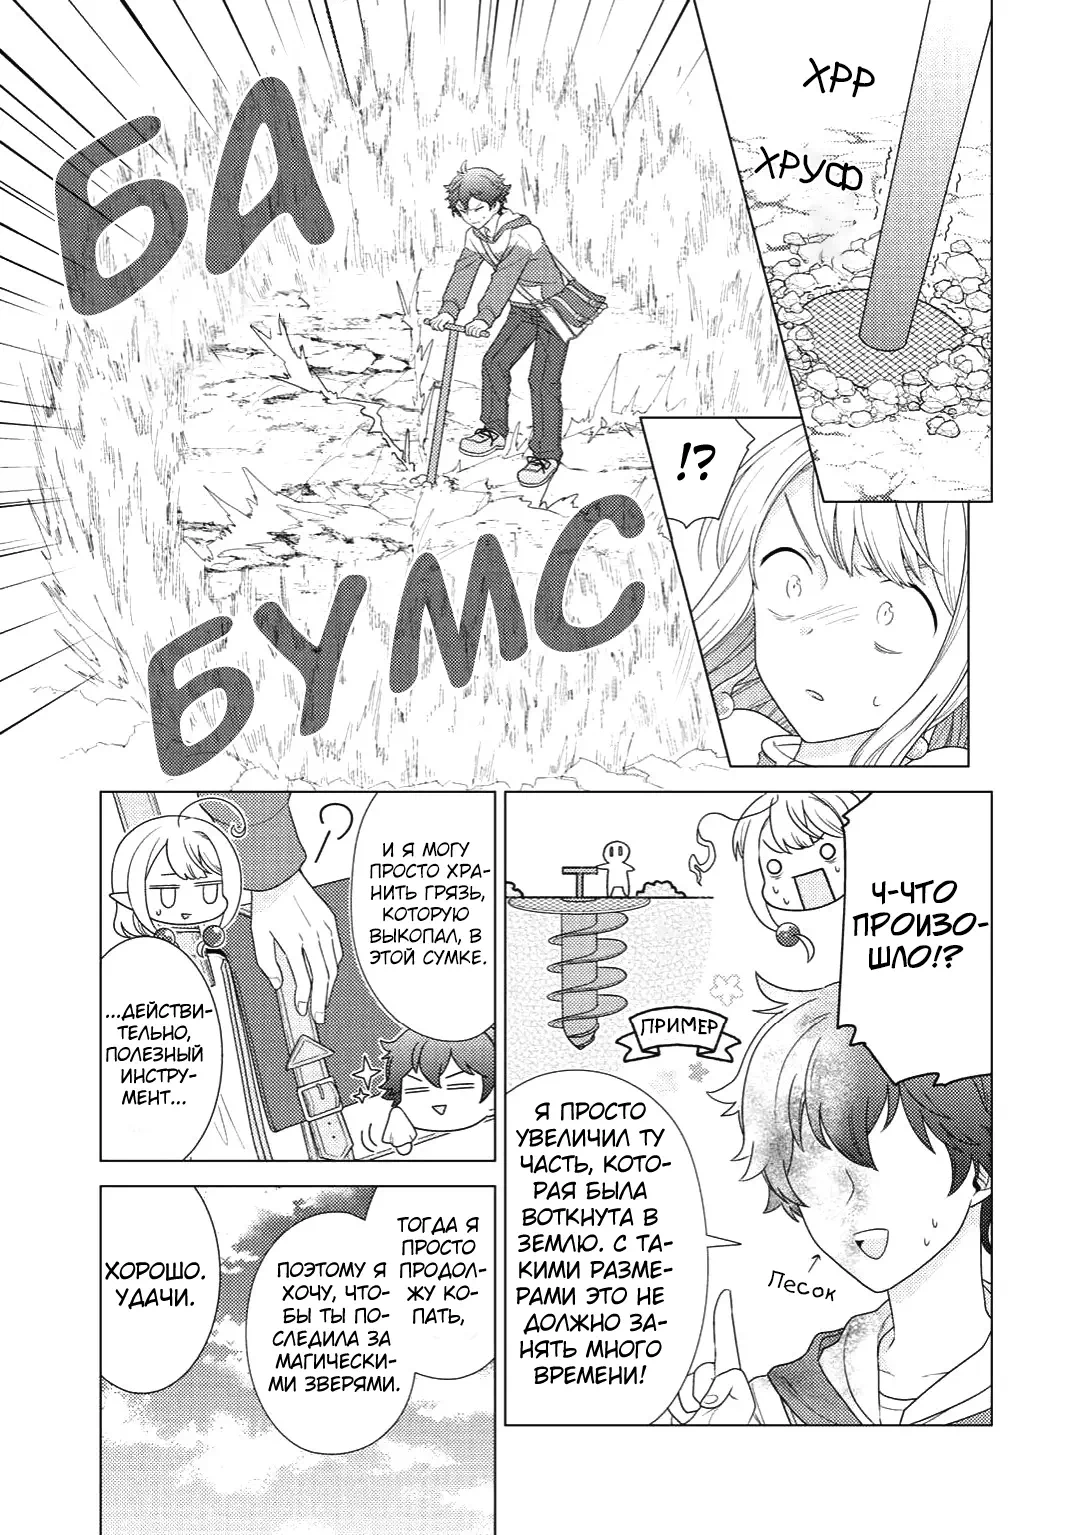 ХРР
ХРУФ
БА
БУМС
!?
Ч-ЧТО
ПРОИЗО-
ШЛО!?
ПРИМЕР
Я ПРОСТО
УВЕЛИЧИЛ ТУ
ЧАСТЬ, КОТО-
РАЯ БЫЛА
ВОТКНУТА В
ЗЕМЛЮ. С ТА-
КИМИ РАЗМЕ-
РАМИ ЭТО НЕ
ДОЛЖНО ЗА-
НЯТЬ МНОГО
ВРЕМЕНИ!
Песок
И Я МОГУ
ПРОСТО ХРА-
НИТЬ ГРЯЗЬ,
КОТОРУЮ
ВЫКОПАЛ, В
ЭТОЙ СУМКЕ.
?
...ДЕЙСТВИ-
ТЕЛЬНО,
ПОЛЕЗНЫЙ
ИНСТРУ-
МЕНТ...
ТОГДА Я
ПРОСТО
ПРОДОЛ-
ЖУ КО-
ПАТЬ,
ПОЭТОМУ Я
ХОЧУ, ЧТО-
БЫ ТЫ ПО-
СЛЕДИЛА ЗА
МАГИЧЕСКИ-
МИ ЗВЕРЯМИ.
ХОРОШО.
УДАЧИ.